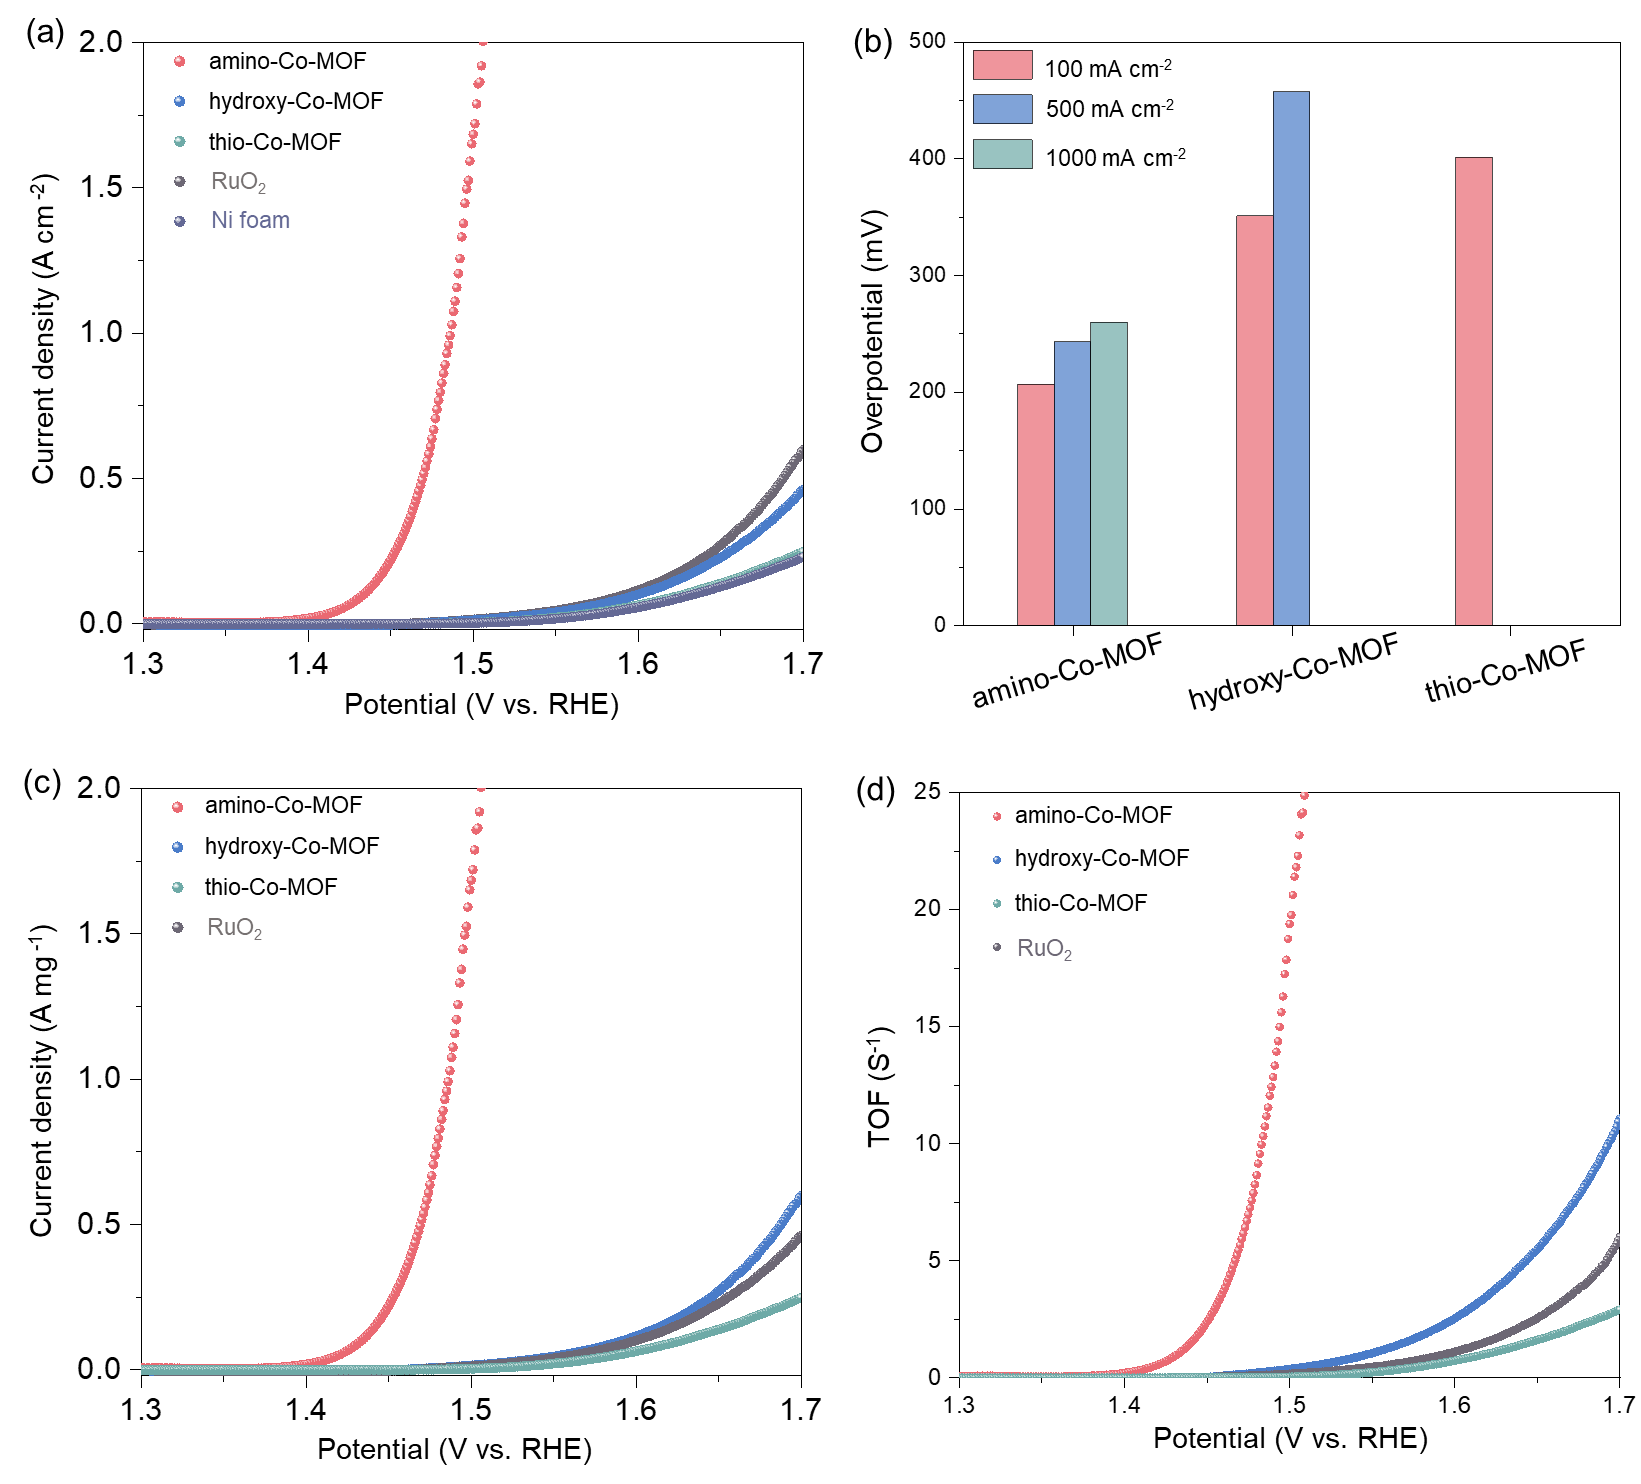 (a)
2.0
1.5
1.0
0.5
0.0
Current density (A cm-2)
amino-Co-MOF
hydroxy-Co-MOF
thio-Co-MOF
RuO2
Ni foam
1.3 1.4 1.5 1.6 1.7
Potential (V vs. RHE)
(b)
500
400
300
200
100
0
Overpotential (mV)
100 mA cm-2
500 mA cm-2
1000 mA cm-2
amino-Co-MOF
hydroxy-Co-MOF
thio-Co-MOF
(c)
2.0
1.5
1.0
0.5
0.0
Current density (A mg-1)
amino-Co-MOF
hydroxy-Co-MOF
thio-Co-MOF
RuO2
1.3 1.4 1.5 1.6 1.7
Potential (V vs. RHE)
(d)
25
20
15
10
5
0
TOF (S-1)
amino-Co-MOF
hydroxy-Co-MOF
thio-Co-MOF
RuO2
1.3 1.4 1.5 1.6 1.7
Potential (V vs. RHE)